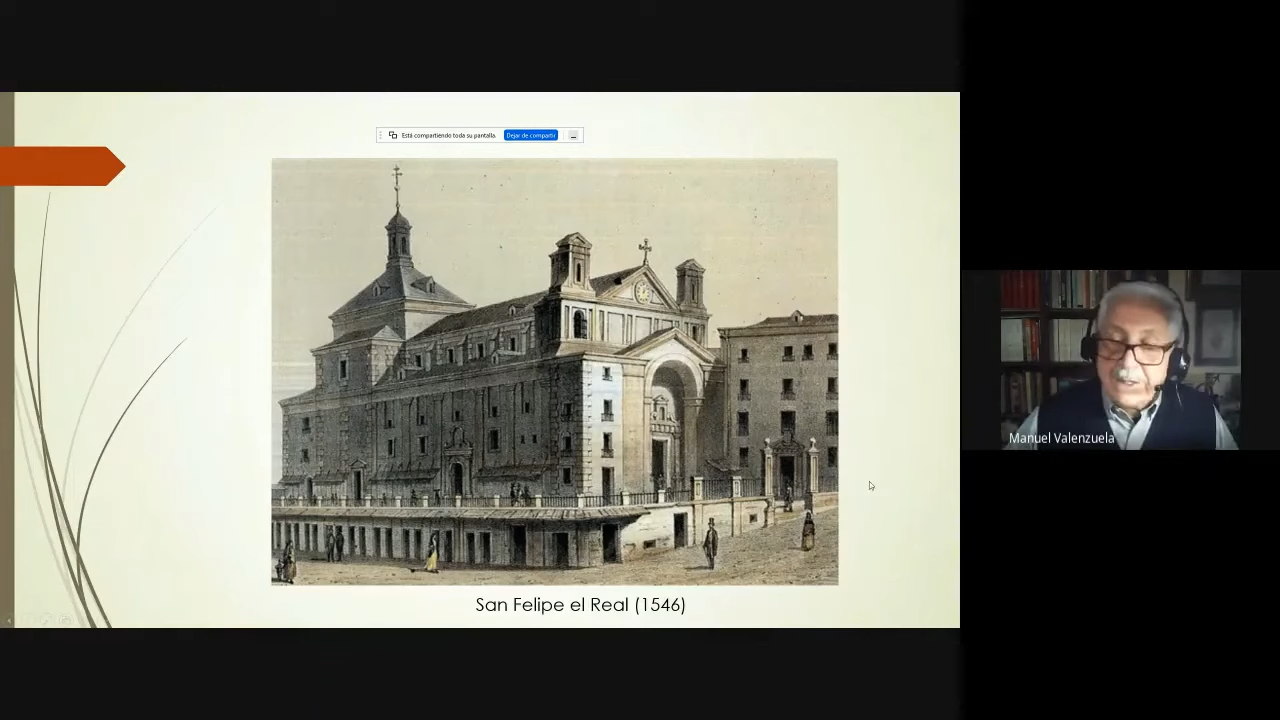 Está compartiendo toda su pantalla. Dejar de compartir
San Felipe el Real (1546)
Manuel Valenzuela